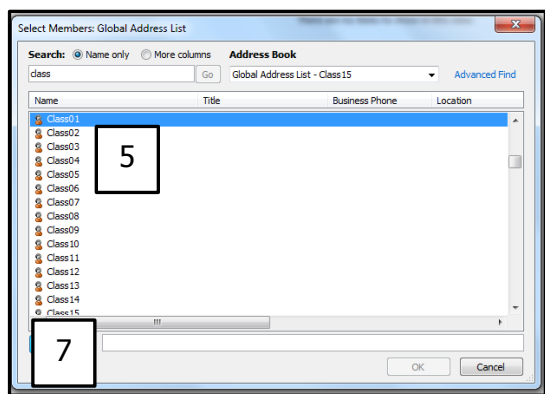 Select Members: Global Address List
Search: Name only More columns Address Book
class Go Global Address List - Class15 Advanced Find
Name Title Business Phone Location
Class01
Class02
Class03
Class04
Class05
Class06
Class07
Class08
Class09
Class10
Class11
Class12
Class13
Class14
Class15
5
7
OK Cancel